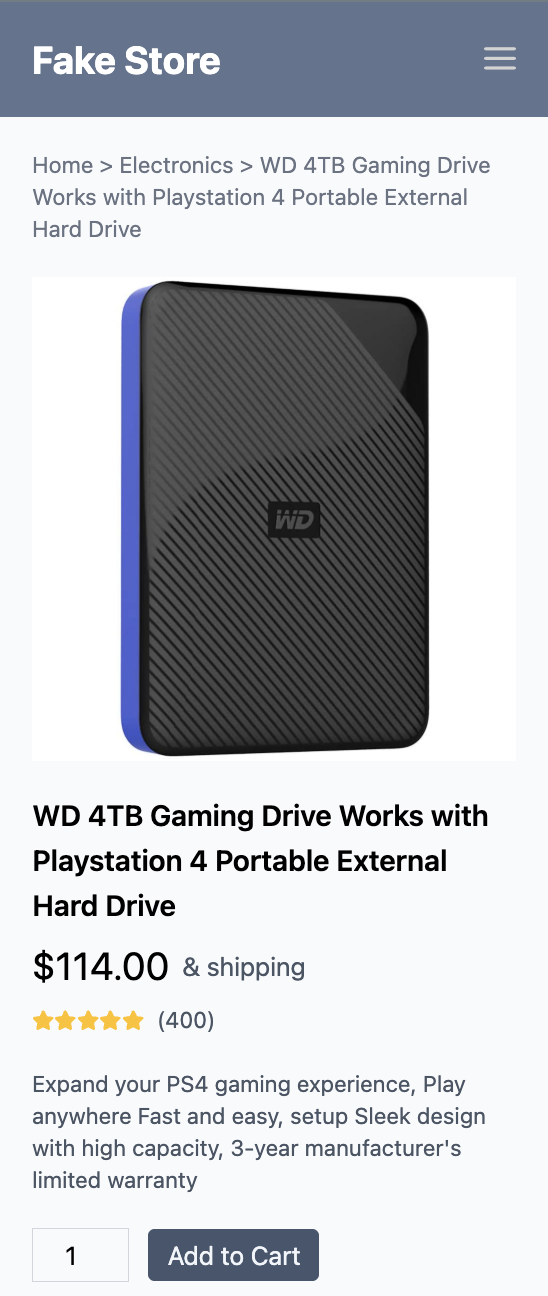 Fake Store
Home > Electronics > WD 4TB Gaming Drive
Works with Playstation 4 Portable External
Hard Drive
WD
WD 4TB Gaming Drive Works with
Playstation 4 Portable External
Hard Drive
$114.00 & shipping
(400)
Expand your PS4 gaming experience, Play
anywhere Fast and easy, setup Sleek design
with high capacity, 3-year manufacturer's
limited warranty
1 Add to Cart